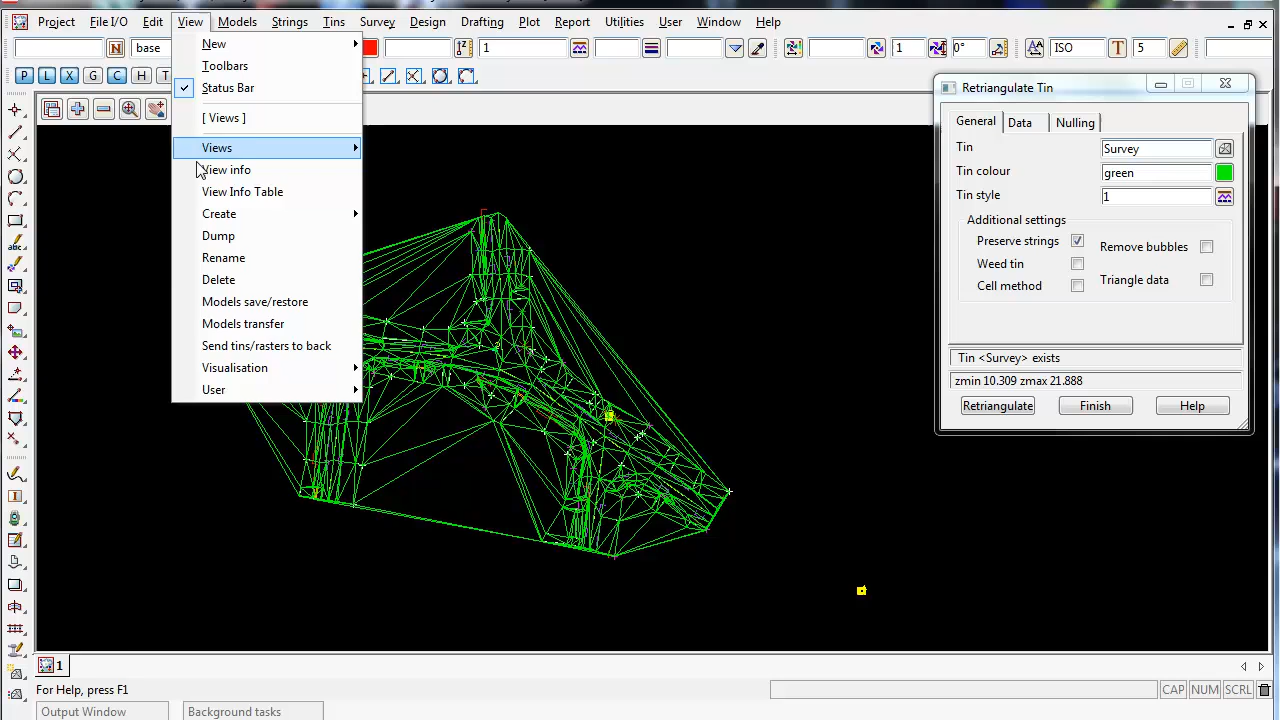 Project File I/O Edit View Models Strings Tins Survey Design Drafting Plot Report Utilities User Window Help
N base 1 1 0° ISO T 5
P L X G C H T
New
Toolbars
Status Bar
[ Views ]
Views
View info
View Info Table
Create
Dump
Rename
Delete
Models save/restore
Models transfer
Send tins/rasters to back
Visualisation
User
Retriangulate Tin
General Data Nulling
Tin Survey
Tin colour green
Tin style 1
Additional settings
Preserve strings Remove bubbles
Weed tin
Cell method Triangle data
Tin <Survey> exists
zmin 10.309 zmax 21.888
Retriangulate Finish Help
1
For Help, press F1 CAP NUM SCRL
Output Window Background tasks